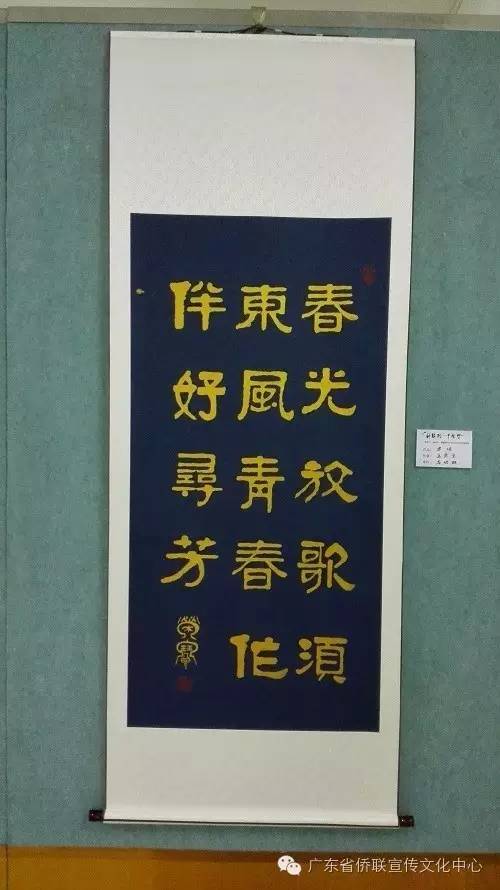 春光放歌須
東風青春作
伴好尋芳
广东省侨联宣传文化中心